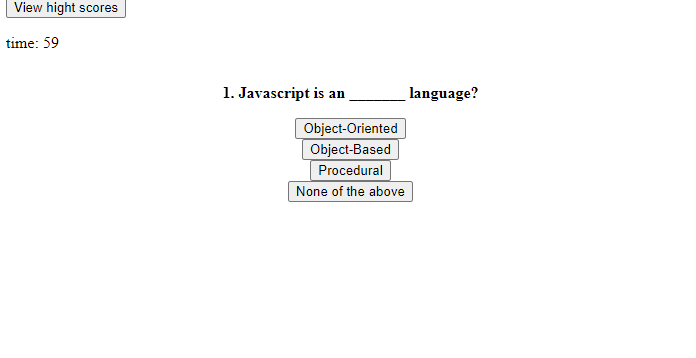 View hight scores
time: 59
1. Javascript is an _______ language?
Object-Oriented
Object-Based
Procedural
None of the above